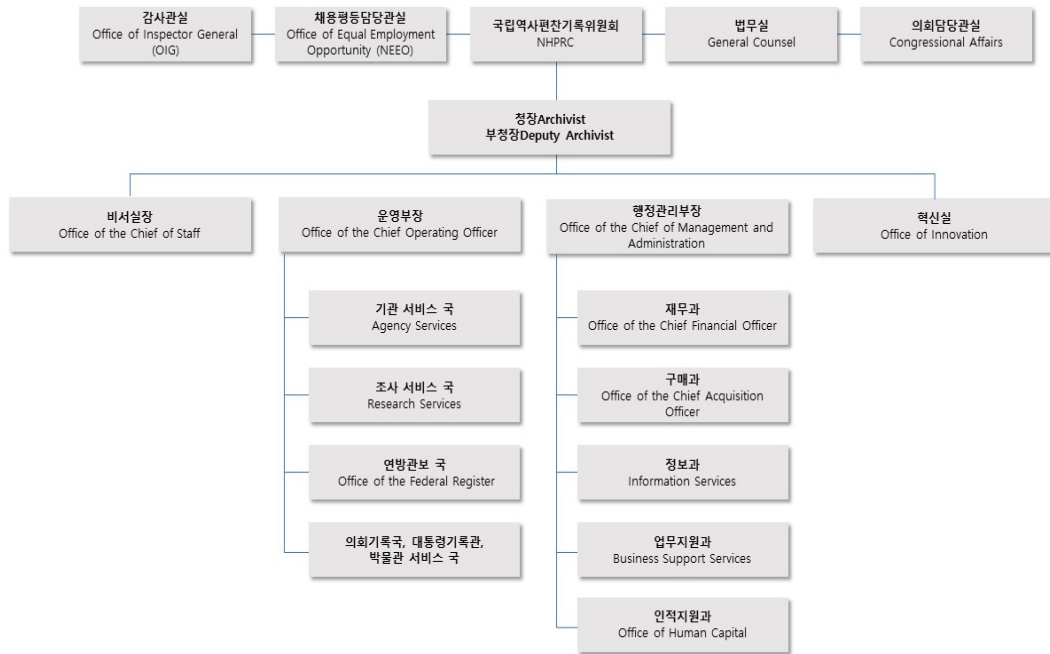 감사관실
Office of Inspector General
(OIG)
채용평등담당관실
Office of Equal Employment
Opportunity (NEEO)
국립역사편찬기록위원회
NHPRC
법무실
General Counsel
의회담당관실
Congressional Affairs
청장Archivist
부청장Deputy Archivist
비서실장
Office of the Chief of Staff
운영부장
Office of the Chief Operating Officer
행정관리부장
Office of the Chief of Management and
Administration
혁신실
Office of Innovation
기관 서비스 국
Agency Services
조사 서비스 국
Research Services
연방관보 국
Office of the Federal Register
의회기록국, 대통령기록관,
박물관 서비스 국
재무과
Office of the Chief Financial Officer
구매과
Office of the Chief Acquisition
Officer
정보과
Information Services
업무지원과
Business Support Services
인적지원과
Office of Human Capital